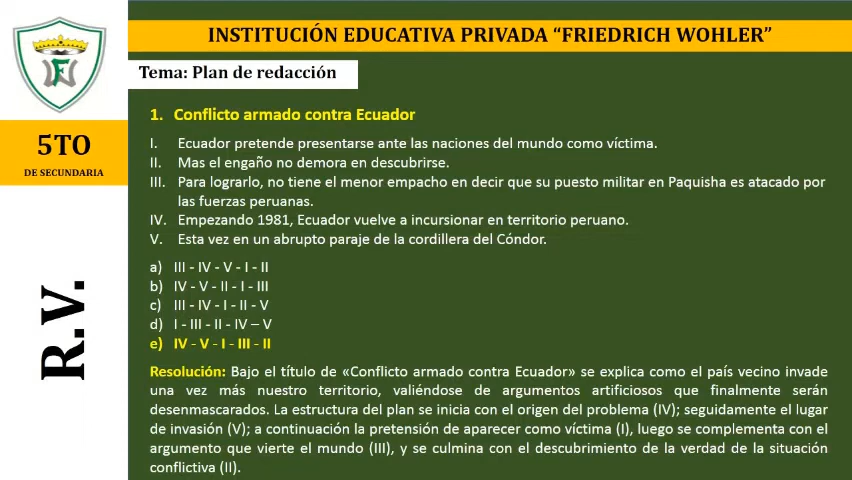 INSTITUCIÓN EDUCATIVA PRIVADA “FRIEDRICH WOHLER”
Tema: Plan de redacción
5TO
DE SECUNDARIA
R.V.
1. Conflicto armado contra Ecuador
I. Ecuador pretende presentarse ante las naciones del mundo como víctima.
II. Mas el engaño no demora en descubrirse.
III. Para lograrlo, no tiene el menor empacho en decir que su puesto militar en Paquisha es atacado por
las fuerzas peruanas.
IV. Empezando 1981, Ecuador vuelve a incursionar en territorio peruano.
V. Esta vez en un abrupto paraje de la cordillera del Cóndor.
a) III - IV - V - I - II
b) IV - V - II - I - III
c) III - IV - I - II - V
d) I - III - II - IV – V
e) IV - V - I - III - II
Resolución: Bajo el título de «Conflicto armado contra Ecuador» se explica como el país vecino invade
una vez más nuestro territorio, valiéndose de argumentos artificiosos que finalmente serán
desenmascarados. La estructura del plan se inicia con el origen del problema (IV); seguidamente el lugar
de invasión (V); a continuación la pretensión de aparecer como víctima (I), luego se complementa con el
argumento que vierte el mundo (III), y se culmina con el descubrimiento de la verdad de la situación
conflictiva (II).